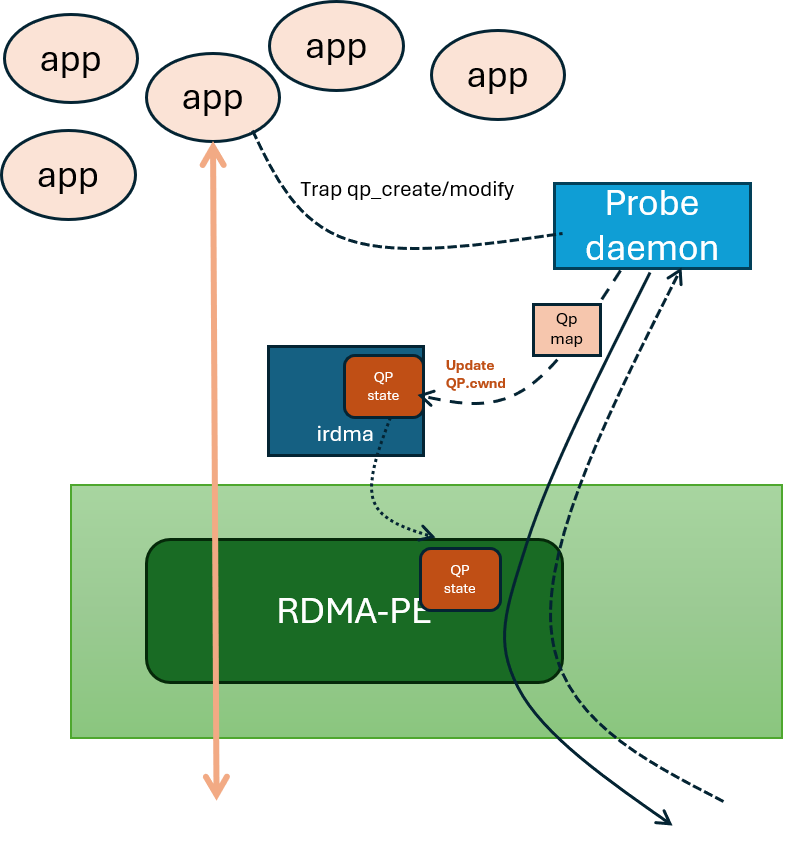 app
app
app
app
app
Trap qp_create/modify
Probe
daemon
Qp
map
Update
QP.cwnd
QP
state
irdma
QP
state
RDMA-PE